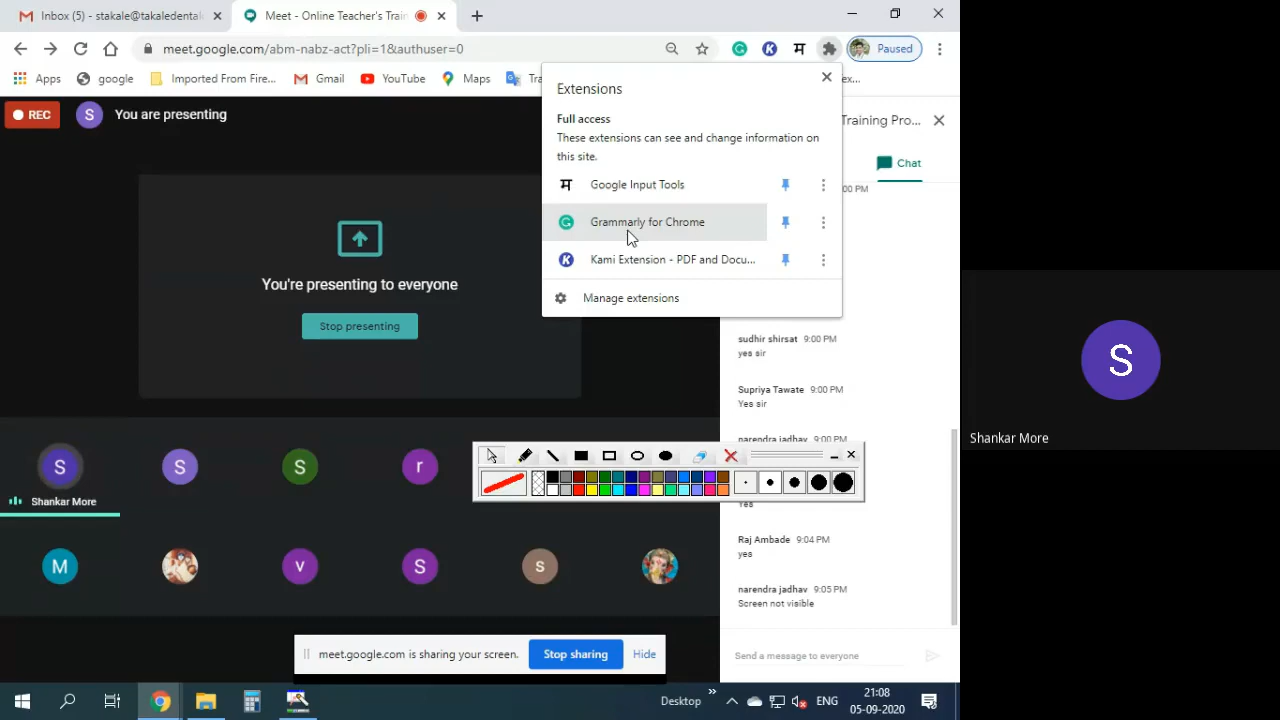 Inbox (5) - stakale@takaledental
Meet - Online Teacher's Train
meet.google.com/abm-nabz-act?pli=1&authuser=0
Paused
Apps
google
Imported From Fire...
Gmail
YouTube
Maps
Tra
ex...
REC
S
You are presenting
Extensions
Full access
These extensions can see and change information on
this site.
Google Input Tools
Grammarly for Chrome
Kami Extension - PDF and Docu...
Manage extensions
Training Pro...
Chat
00 PM
You're presenting to everyone
Stop presenting
sudhir shirsat 9:00 PM
yes sir
Supriya Tawate 9:00 PM
Yes sir
narendra jadhav 9:00 PM
Yes
Raj Ambade 9:04 PM
yes
narendra jadhav 9:05 PM
Screen not visible
Send a message to everyone
S
S
S
r
Shankar More
M
v
S
s
meet.google.com is sharing your screen.
Stop sharing
Hide
Desktop
ENG
21:08
05-09-2020
S
Shankar More